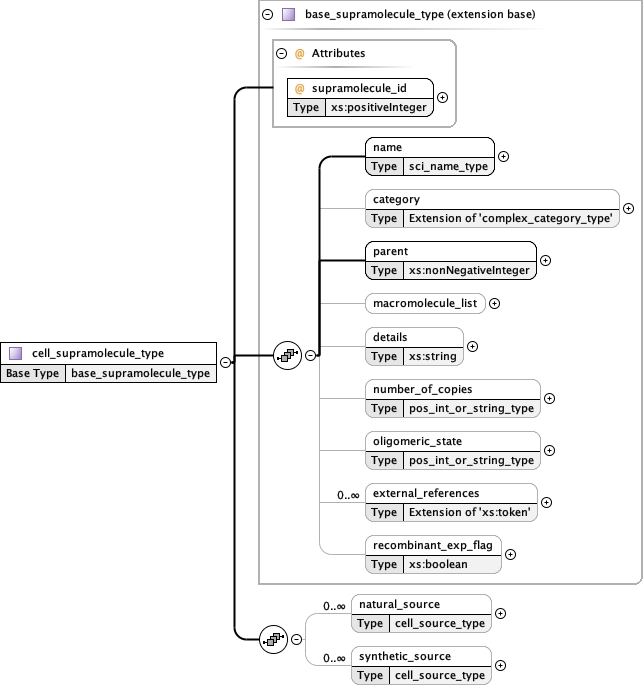 base_supramolecule_type (extension base)
@ Attributes
@ supramolecule_id
Type xs:positiveInteger
name
Type sci_name_type
category
Type Extension of 'complex_category_type'
parent
Type xs:nonNegativeInteger
macromolecule_list
cell_supramolecule_type
Base Type base_supramolecule_type
details
Type xs:string
number_of_copies
Type pos_int_or_string_type
oligomeric_state
Type pos_int_or_string_type
0..∞ external_references
Type Extension of 'xs:token'
recombinant_exp_flag
Type xs:boolean
0..∞ natural_source
Type cell_source_type
0..∞ synthetic_source
Type cell_source_type